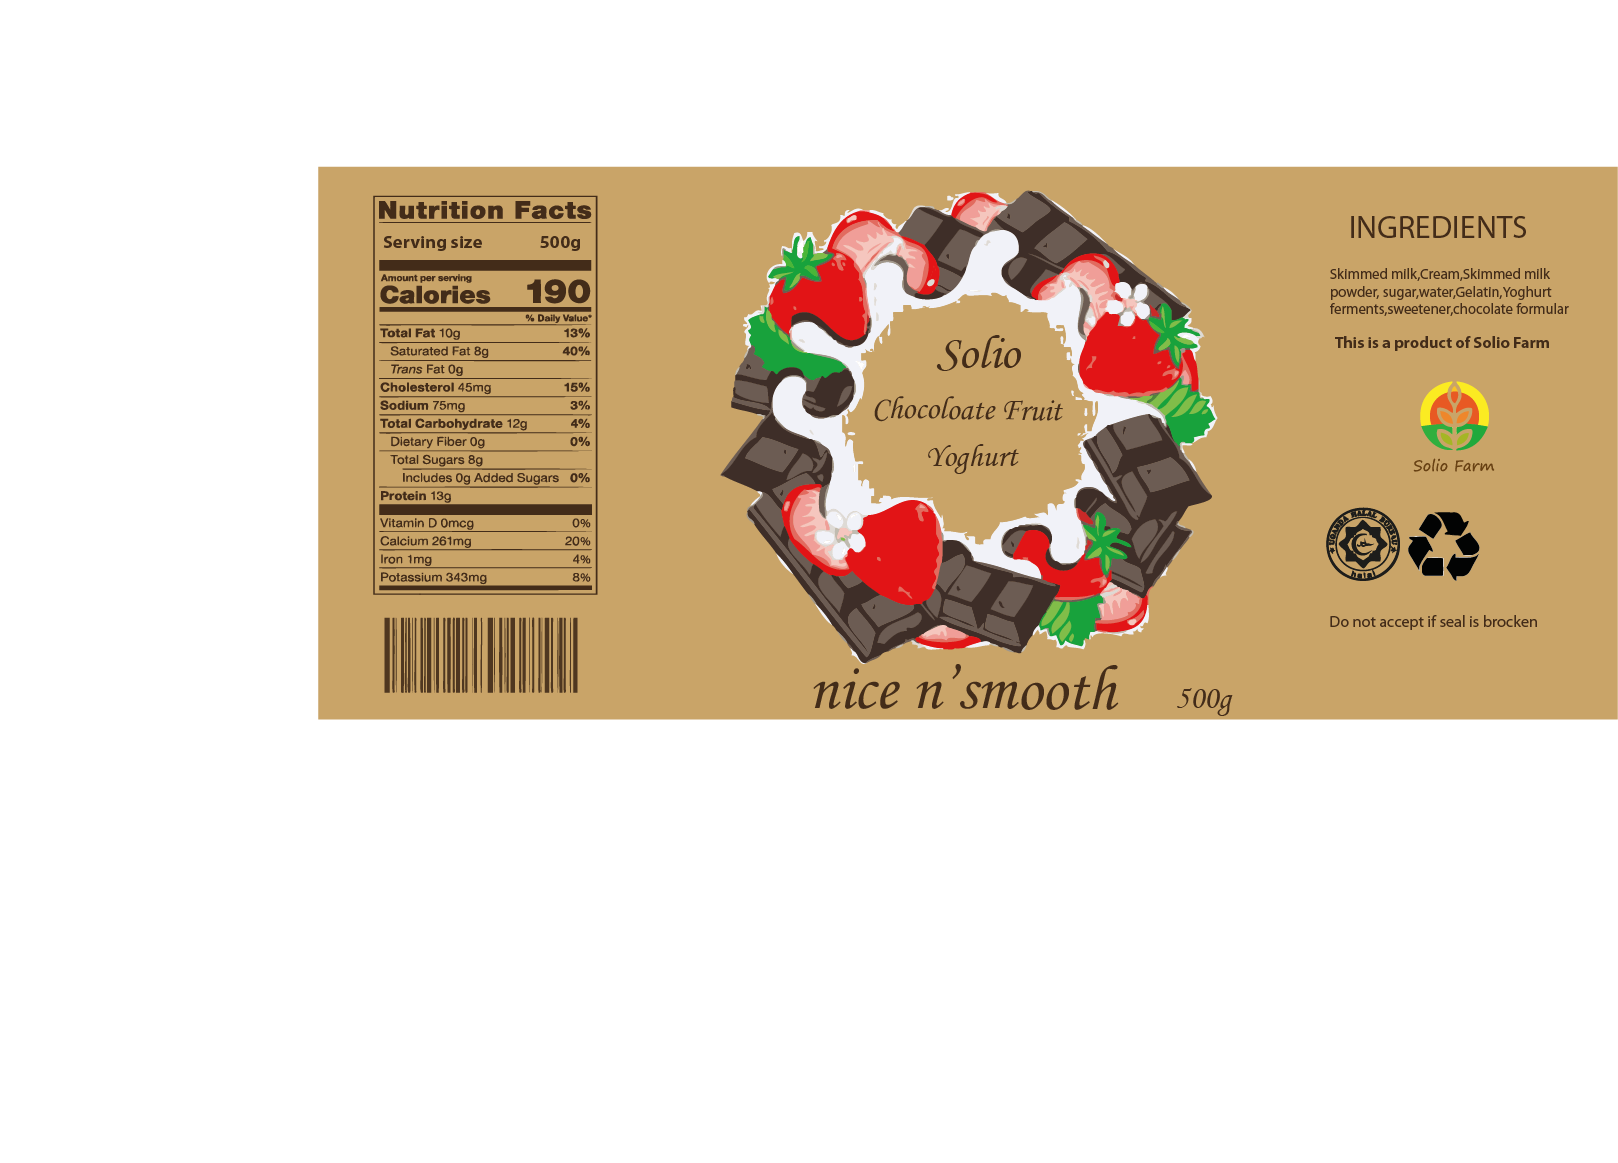 Nutrition Facts
Serving size 500g
Amount per serving
Calories 190
% Daily Value*
Total Fat 10g 13%
Saturated Fat 8g 40%
Trans Fat 0g
Cholesterol 45mg 15%
Sodium 75mg 3%
Total Carbohydrate 12g 4%
Dietary Fiber 0g 0%
Total Sugars 8g
Includes 0g Added Sugars 0%
Protein 13g
Vitamin D 0mcg 0%
Calcium 261mg 20%
Iron 1mg 4%
Potassium 343mg 8%
Solio
Chocoloate Fruit
Yoghurt
nice n’smooth 500g
INGREDIENTS
Skimmed milk,Cream,Skimmed milk
powder, sugar,water,Gelatin,Yoghurt
ferments,sweetener,chocolate formular
This is a product of Solio Farm
Solio Farm
UGANDA HALAL BUREAU
halal
Do not accept if seal is brocken